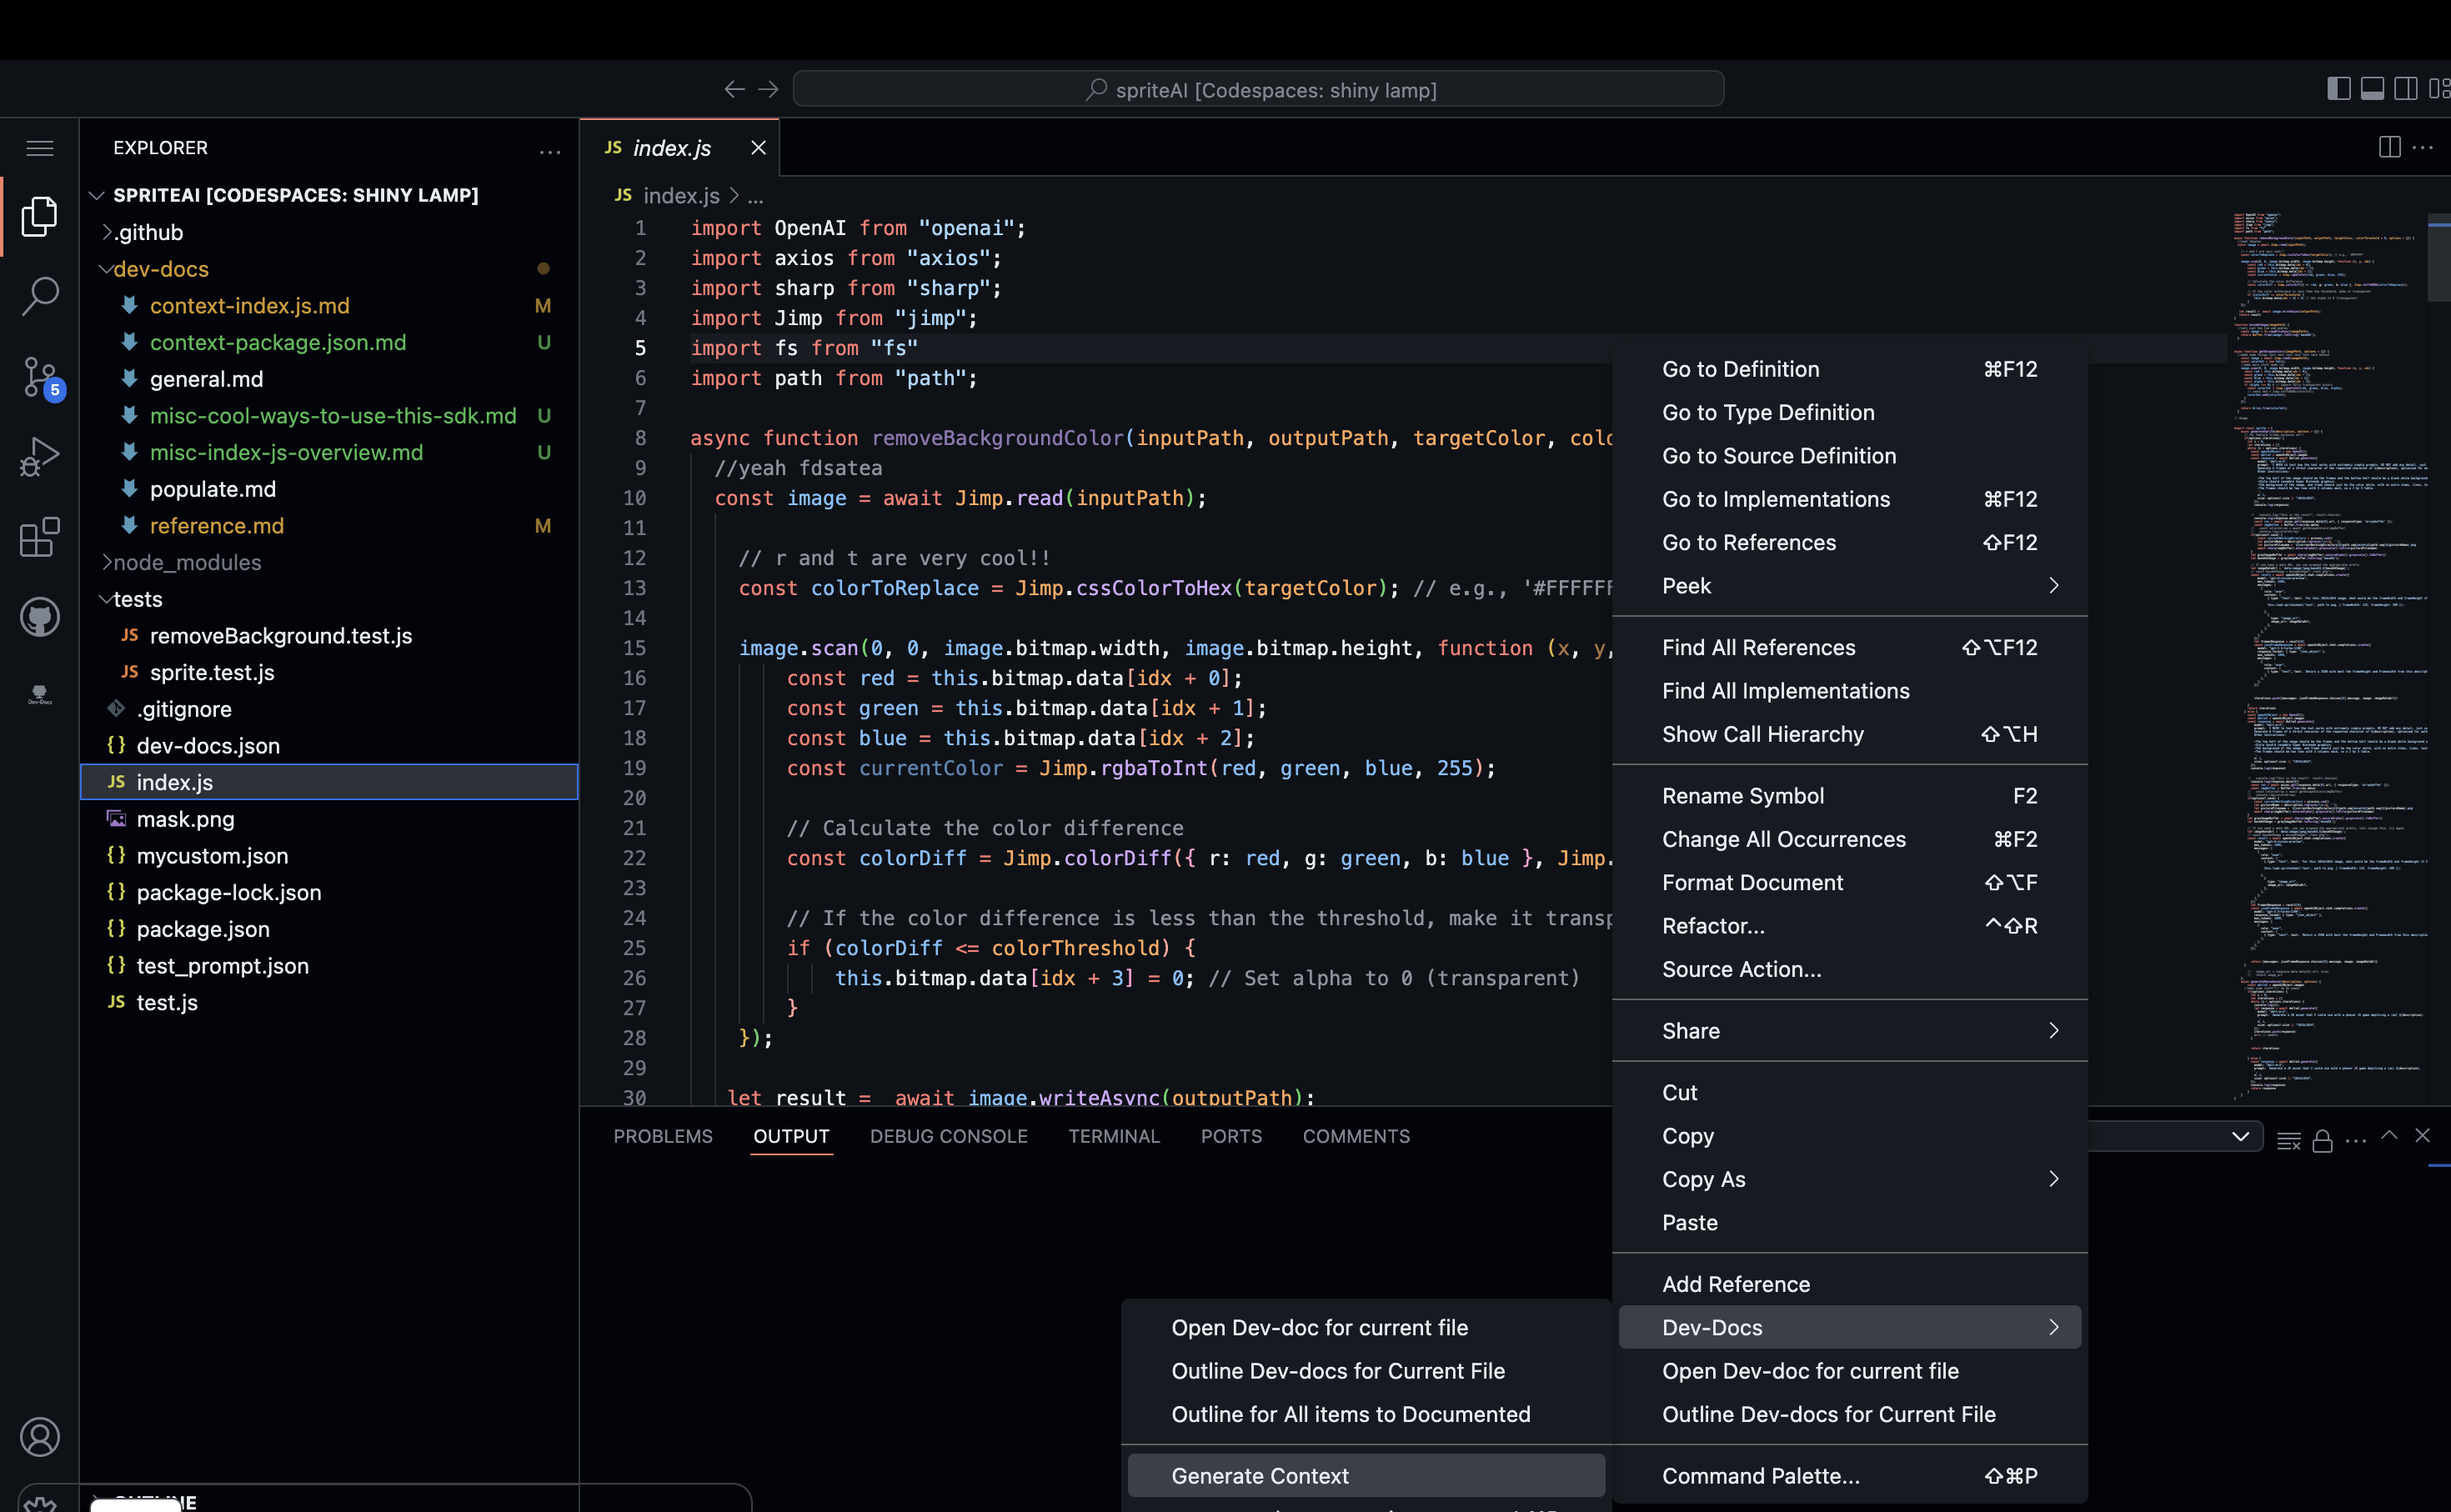 spriteAI [Codespaces: shiny lamp]
EXPLORER
SPRITEAI [CODESPACES: SHINY LAMP]
.github
dev-docs
context-index.js.md M
context-package.json.md U
general.md
misc-cool-ways-to-use-this-sdk.md U
misc-index-js-overview.md U
populate.md
reference.md M
node_modules
tests
JS removeBackground.test.js
JS sprite.test.js
.gitignore
{} dev-docs.json
JS index.js
mask.png
{} mycustom.json
{} package-lock.json
{} package.json
{} test_prompt.json
JS test.js
5
Dev-Docs
JS index.js
JS index.js > ...
1 import OpenAI from "openai";
2 import axios from "axios";
3 import sharp from "sharp";
4 import Jimp from "jimp";
5 import fs from "fs"
6 import path from "path";
7
8 async function removeBackgroundColor(inputPath, outputPath, targetColor, colo
9 //yeah fdsatea
10 const image = await Jimp.read(inputPath);
11
12 // r and t are very cool!!
13 const colorToReplace = Jimp.cssColorToHex(targetColor); // e.g., '#FFFFFF
14
15 image.scan(0, 0, image.bitmap.width, image.bitmap.height, function (x, y,
16 const red = this.bitmap.data[idx + 0];
17 const green = this.bitmap.data[idx + 1];
18 const blue = this.bitmap.data[idx + 2];
19 const currentColor = Jimp.rgbaToInt(red, green, blue, 255);
20
21 // Calculate the color difference
22 const colorDiff = Jimp.colorDiff({ r: red, g: green, b: blue }, Jimp.
23
24 // If the color difference is less than the threshold, make it transp
25 if (colorDiff <= colorThreshold) {
26 this.bitmap.data[idx + 3] = 0; // Set alpha to 0 (transparent)
27 }
28 });
29
30 let result = await image.writeAsync(outputPath);
PROBLEMS OUTPUT DEBUG CONSOLE TERMINAL PORTS COMMENTS
Go to Definition ⌘F12
Go to Type Definition
Go to Source Definition
Go to Implementations ⌘F12
Go to References ⇧F12
Peek
Find All References ⇧⌥F12
Find All Implementations
Show Call Hierarchy ⇧⌥H
Rename Symbol F2
Change All Occurrences ⌘F2
Format Document ⇧⌥F
Refactor... ^⇧R
Source Action...
Share
Cut
Copy
Copy As
Paste
Add Reference
Dev-Docs
Open Dev-doc for current file
Outline Dev-docs for Current File
Command Palette... ⇧⌘P
Open Dev-doc for current file
Outline Dev-docs for Current File
Outline for All items to Documented
Generate Context